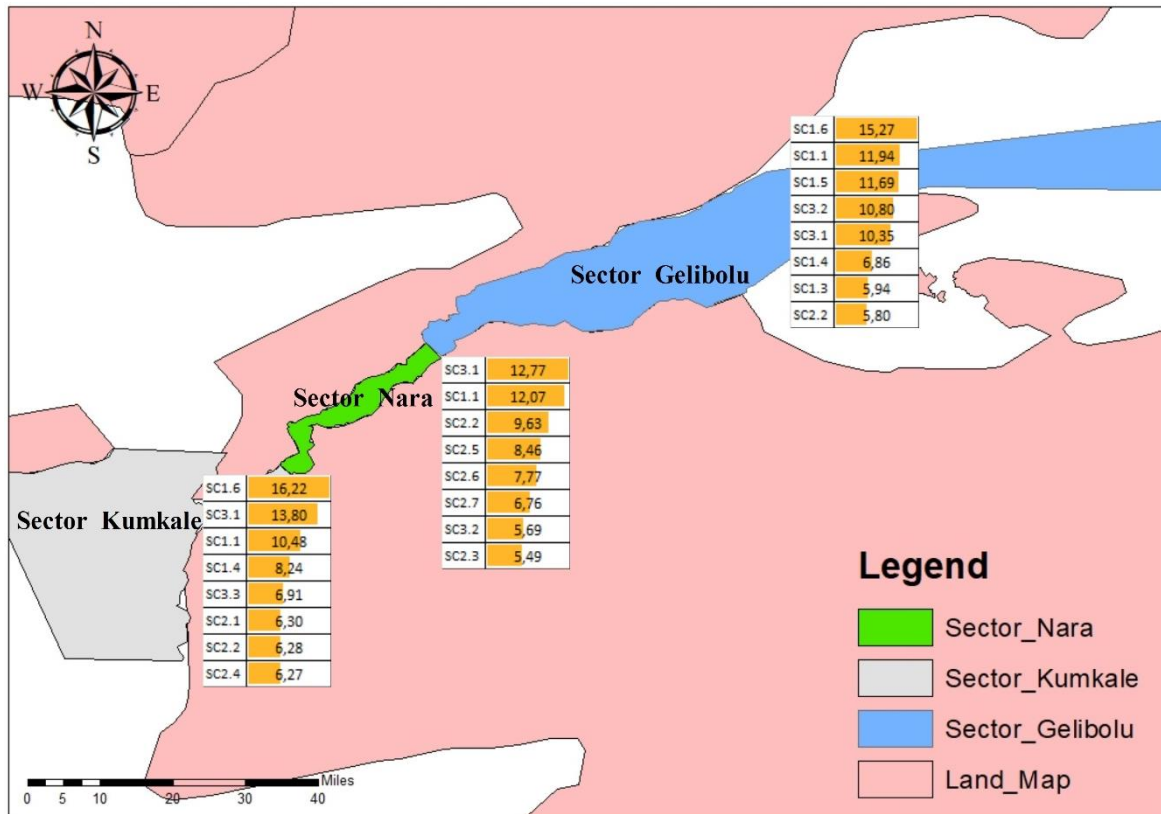 N
W E
S
SC1.6 15,27
SC1.1 11,94
SC1.5 11,69
SC3.2 10,80
SC3.1 10,35
SC1.4 6,86
SC1.3 5,94
SC2.2 5,80
Sector Gelibolu
Sector Nara
SC3.1 12,77
SC1.1 12,07
SC2.2 9,63
SC2.5 8,46
SC2.6 7,77
SC2.7 6,76
SC3.2 5,69
SC2.3 5,49
Sector Kumkale
SC1.6 16,22
SC3.1 13,80
SC1.1 10,48
SC1.4 8,24
SC3.3 6,91
SC2.1 6,30
SC2.2 6,28
SC2.4 6,27
Legend
Sector_Nara
Sector_Kumkale
Sector_Gelibolu
Land_Map
Miles
0 5 10 20 30 40